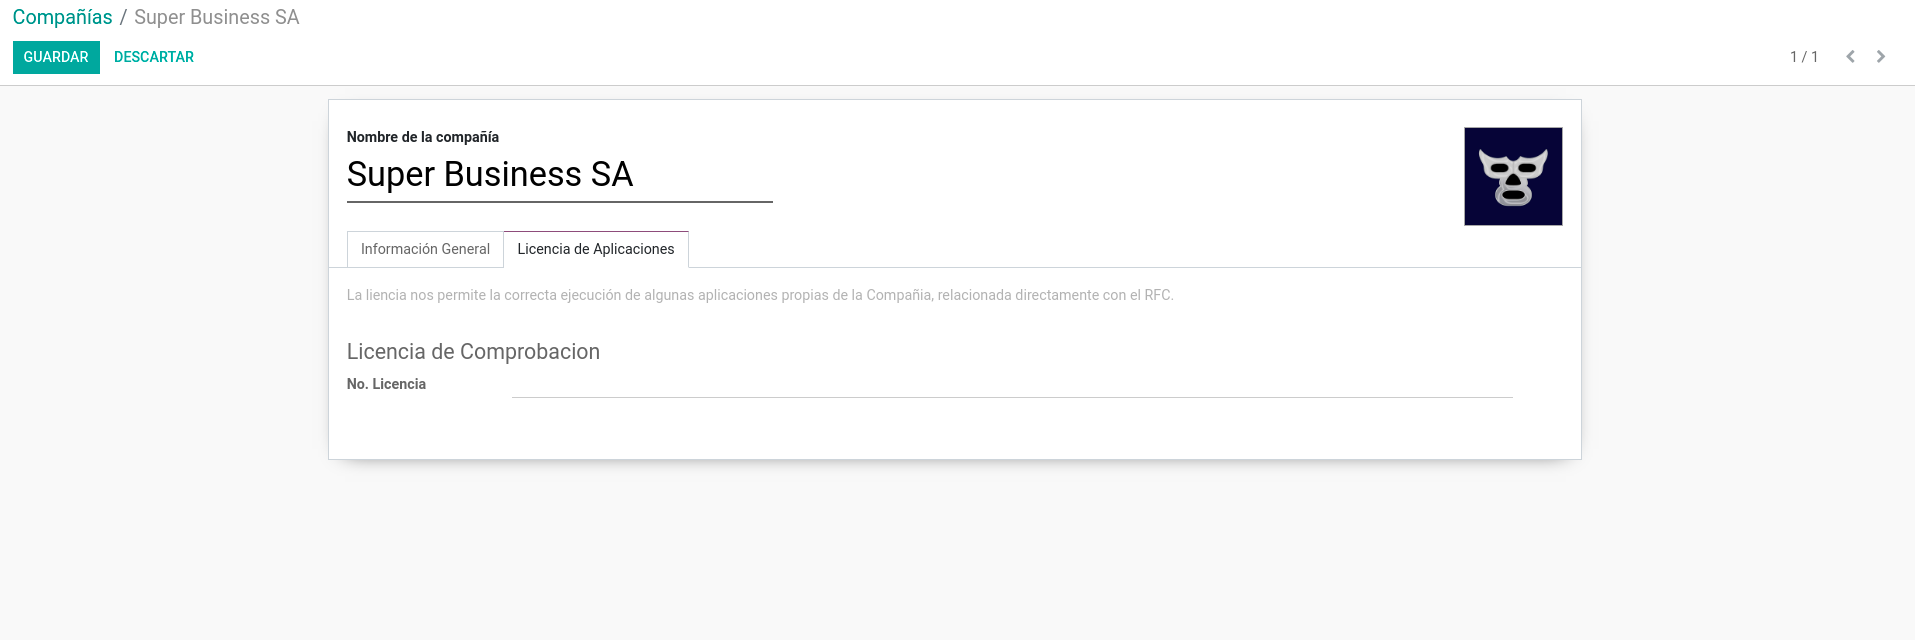 Compañías / Super Business SA
GUARDAR DESCARTAR 1 / 1
Nombre de la compañía
Super Business SA
Información General Licencia de Aplicaciones
La liencia nos permite la correcta ejecución de algunas aplicaciones propias de la Compañia, relacionada directamente con el RFC.
Licencia de Comprobacion
No. Licencia